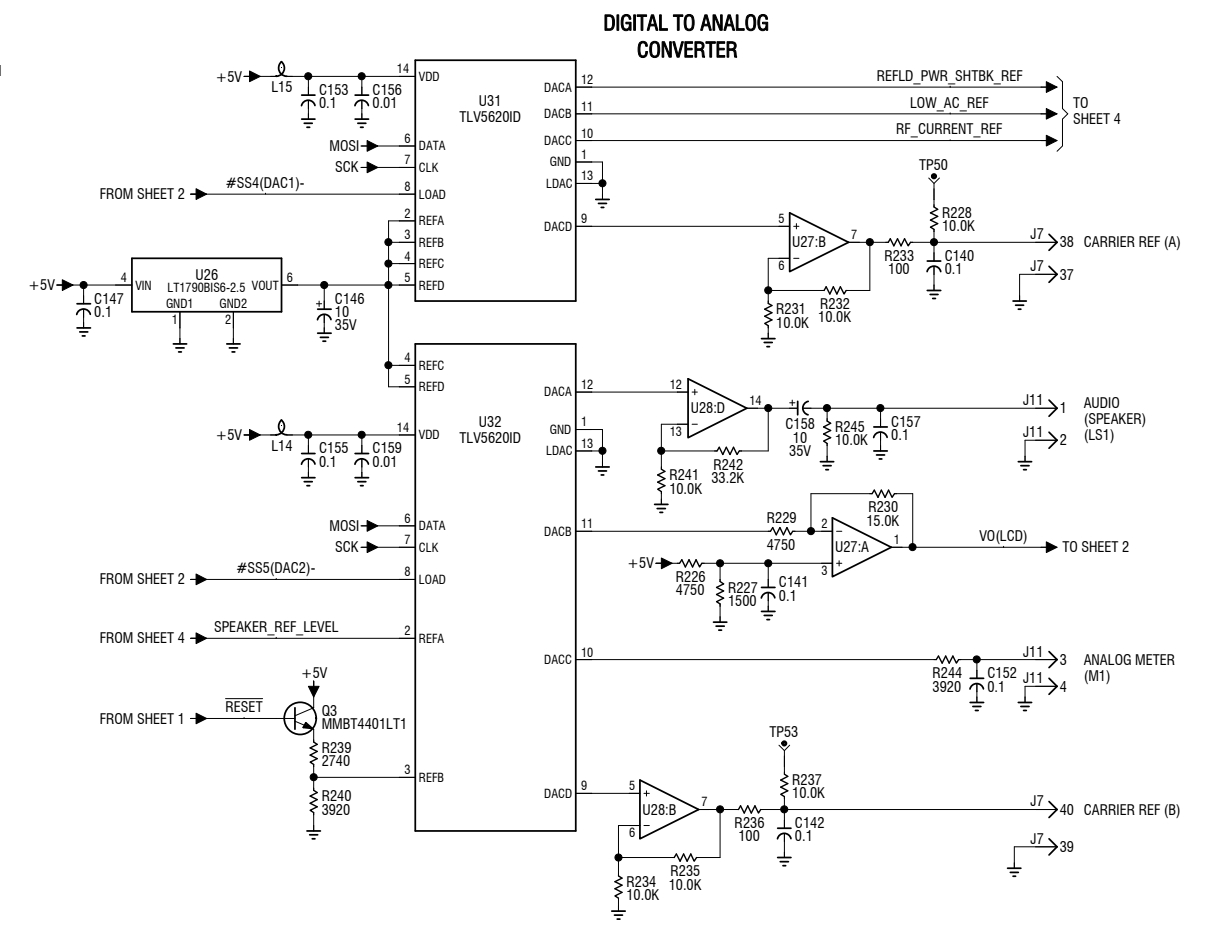 DIGITAL TO ANALOG
CONVERTER
+5V
L15
C153
0.1
C156
0.01
14 VDD
U31
TLV5620ID
DACA 12
REFLD_PWR_SHTBK_REF
DACB 11
LOW_AC_REF
DACC 10
RF_CURRENT_REF
TO
SHEET 4
MOSI
6 DATA
SCK
7 CLK
GND 1
LDAC 13
FROM SHEET 2
#SS4(DAC1)-
8 LOAD
2 REFA
3 REFB
4 REFC
5 REFD
DACD 9
5
+
U27:B
7
6
−
R231
10.0K
R232
10.0K
R233
100
TP50
R228
10.0K
C140
0.1
J7
38 CARRIER REF (A)
J7
37
+5V
C147
0.1
4 VIN
U26
LT1790BIS6-2.5
VOUT 6
GND1
GND2
1
2
+
C146
10
35V
4 REFC
5 REFD
U32
TLV5620ID
DACA 12
GND 1
LDAC 13
+5V
L14
C155
0.1
C159
0.01
14 VDD
12
+
U28:D
14
13
−
R241
10.0K
R242
33.2K
+
C158
10
35V
R245
10.0K
C157
0.1
J11
1
J11
2
AUDIO
(SPEAKER)
(LS1)
MOSI
6 DATA
SCK
7 CLK
DACB 11
R229
4750
R230
15.0K
2
−
U27:A
1
+
3
VO(LCD)
TO SHEET 2
+5V
R226
4750
R227
1500
C141
0.1
FROM SHEET 2
#SS5(DAC2)-
8 LOAD
FROM SHEET 4
SPEAKER_REF_LEVEL
2 REFA
DACC 10
R244
3920
C152
0.1
J11
3
J11
4
ANALOG METER
(M1)
+5V
FROM SHEET 1
RESET
Q3
MMBT4401LT1
R239
2740
R240
3920
3 REFB
DACD 9
5
+
U28:B
7
6
−
R234
10.0K
R235
10.0K
R236
100
TP53
R237
10.0K
C142
0.1
J7
40 CARRIER REF (B)
J7
39